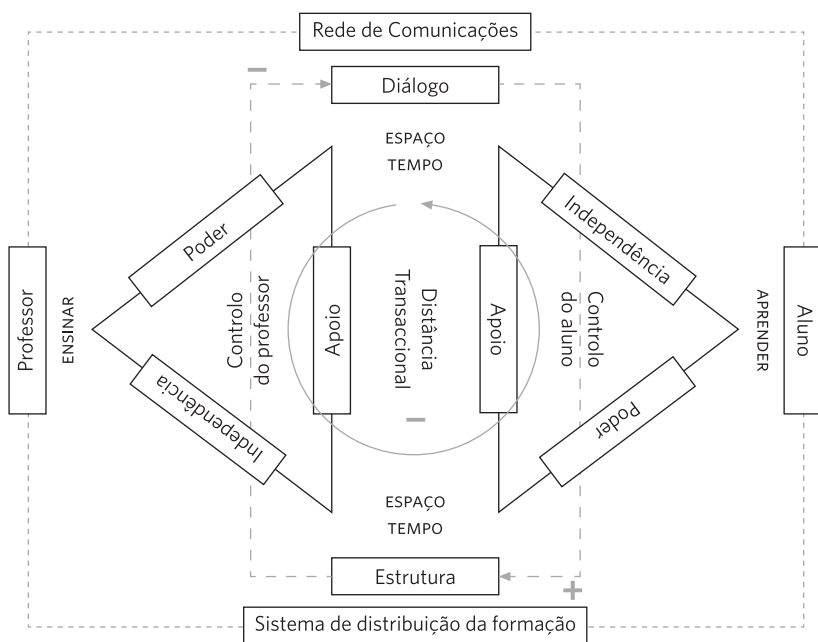 Rede de Comunicações
−
Diálogo
ESPAÇO
TEMPO
Poder
Independência
Professor
ENSINAR
Controlo
do professor
Apoio
Distância
Transaccional
−
Apoio
Controlo
do aluno
APRENDER
Aluno
Independência
Poder
ESPAÇO
TEMPO
Estrutura
+
Sistema de distribuição da formação